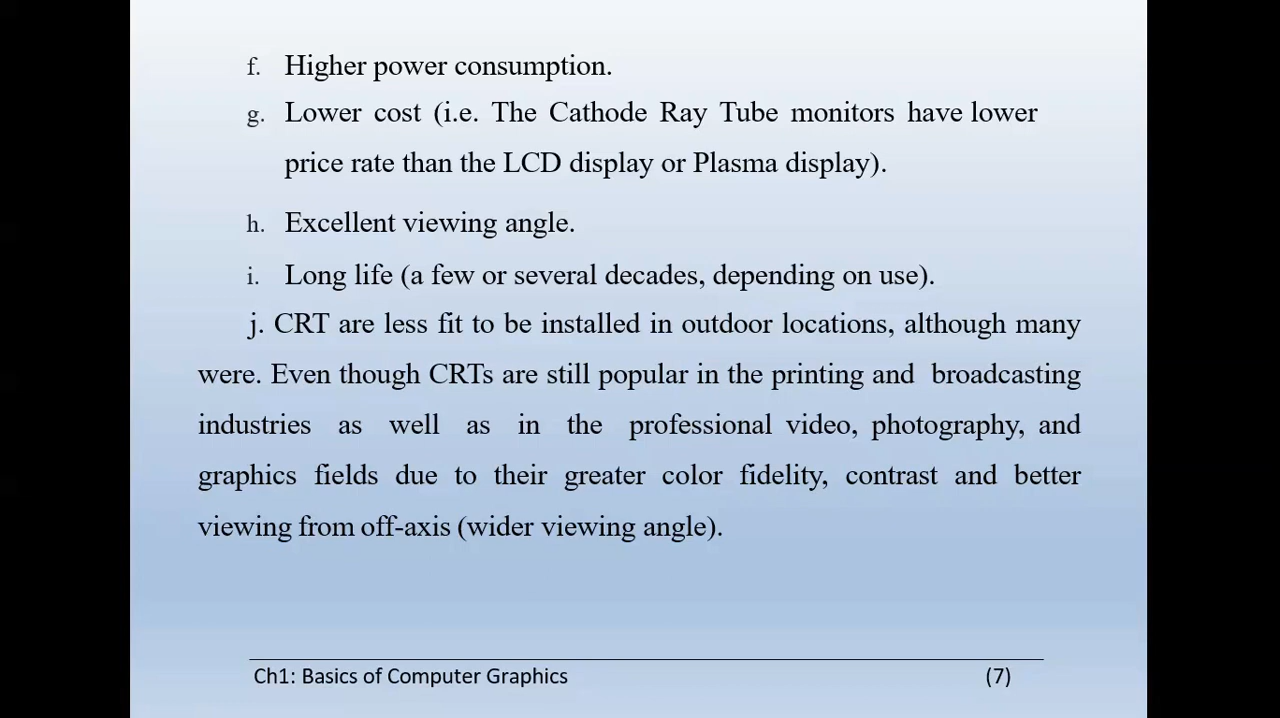 f. Higher power consumption.
g. Lower cost (i.e. The Cathode Ray Tube monitors have lower
price rate than the LCD display or Plasma display).
h. Excellent viewing angle.
i. Long life (a few or several decades, depending on use).
j. CRT are less fit to be installed in outdoor locations, although many
were. Even though CRTs are still popular in the printing and broadcasting
industries as well as in the professional video, photography, and
graphics fields due to their greater color fidelity, contrast and better
viewing from off-axis (wider viewing angle).
Ch1: Basics of Computer Graphics (7)